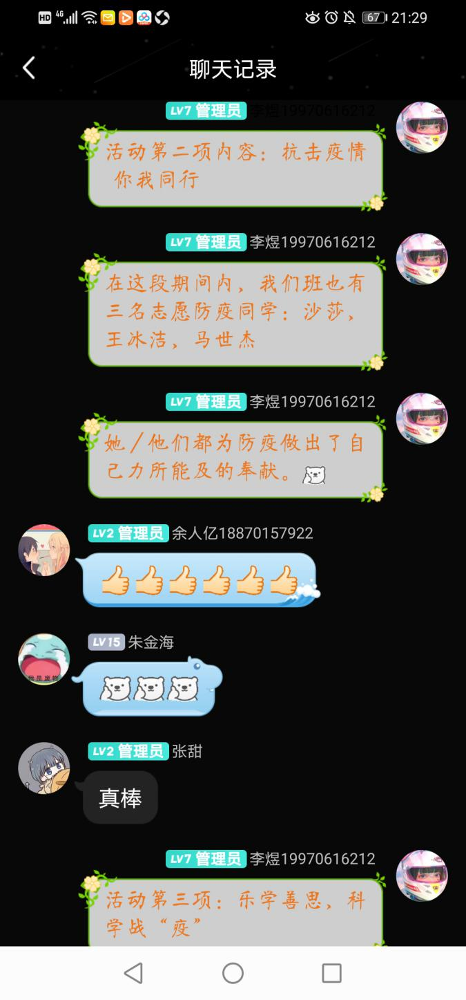 HD 4G 67 21:29
聊天记录
LV7 管理员 李煜19970616212
活动第二项内容：抗击疫情
你我同行
LV7 管理员 李煜19970616212
在这段期间内，我们班也有
三名志愿防疫同学：沙莎，
王冰洁，马世杰
LV7 管理员 李煜19970616212
她/他们都为防疫做出了自
己力所能及的奉献。
LV2 管理员 余人亿18870157922
👍👍👍👍👍👍
LV15 朱金海
我是废物
LV2 管理员 张甜
真棒
LV7 管理员 李煜19970616212
活动第三项：乐学善思，科
学战“疫”